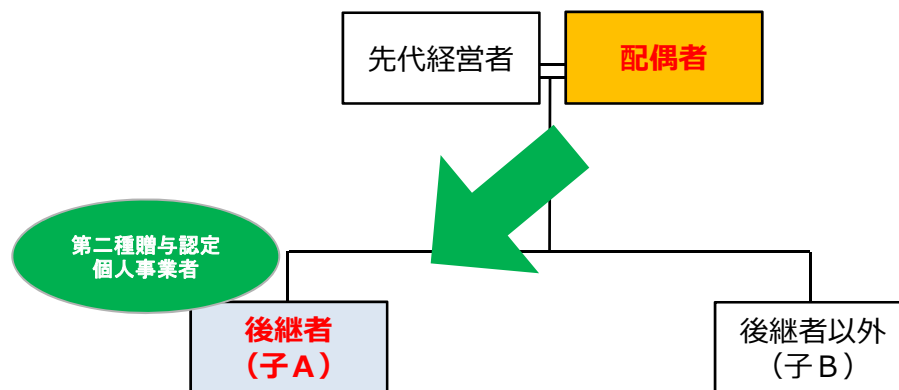 先代経営者
配偶者
第二種贈与認定
個人事業者
後継者
（子Ａ）
後継者以外
（子Ｂ）